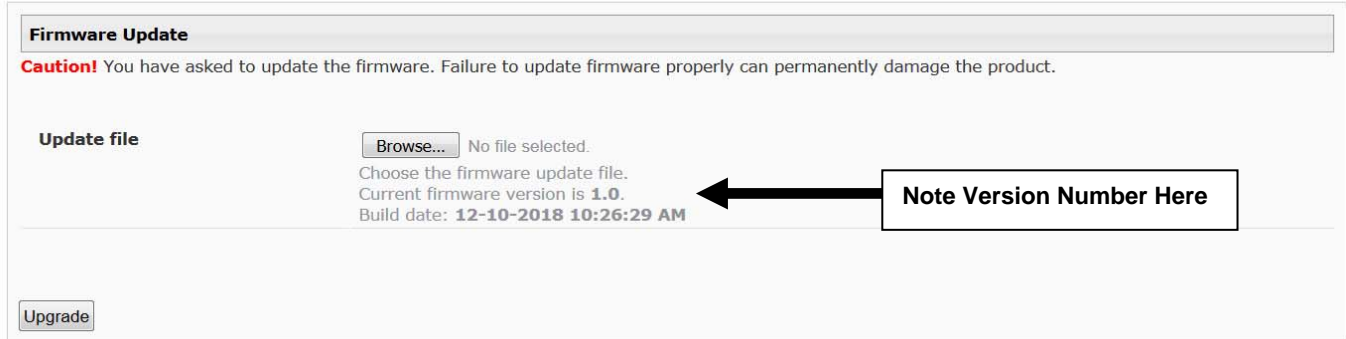 Firmware Update
Caution! You have asked to update the firmware. Failure to update firmware properly can permanently damage the product.
Update file
Browse... No file selected.
Choose the firmware update file.
Current firmware version is 1.0.
Note Version Number Here
Build date: 12-10-2018 10:26:29 AM
Upgrade